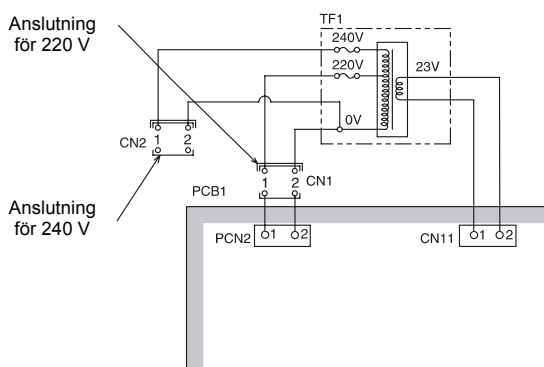 Anslutning
för 220 V
TF1
240V
220V
23V
0V
CN2
1 2
1 2
CN1
PCB1
Anslutning
för 240 V
PCN2
1 2
CN11
1 2